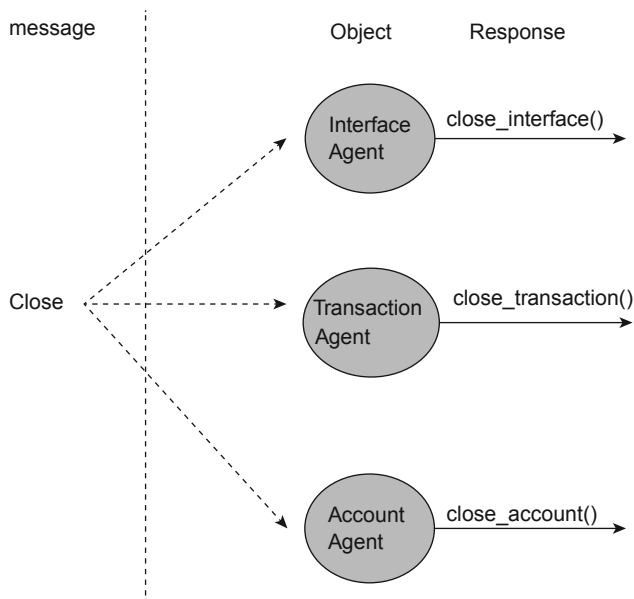 message
Object
Response
Interface
Agent
close_interface()
Close
Transaction
Agent
close_transaction()
Account
Agent
close_account()